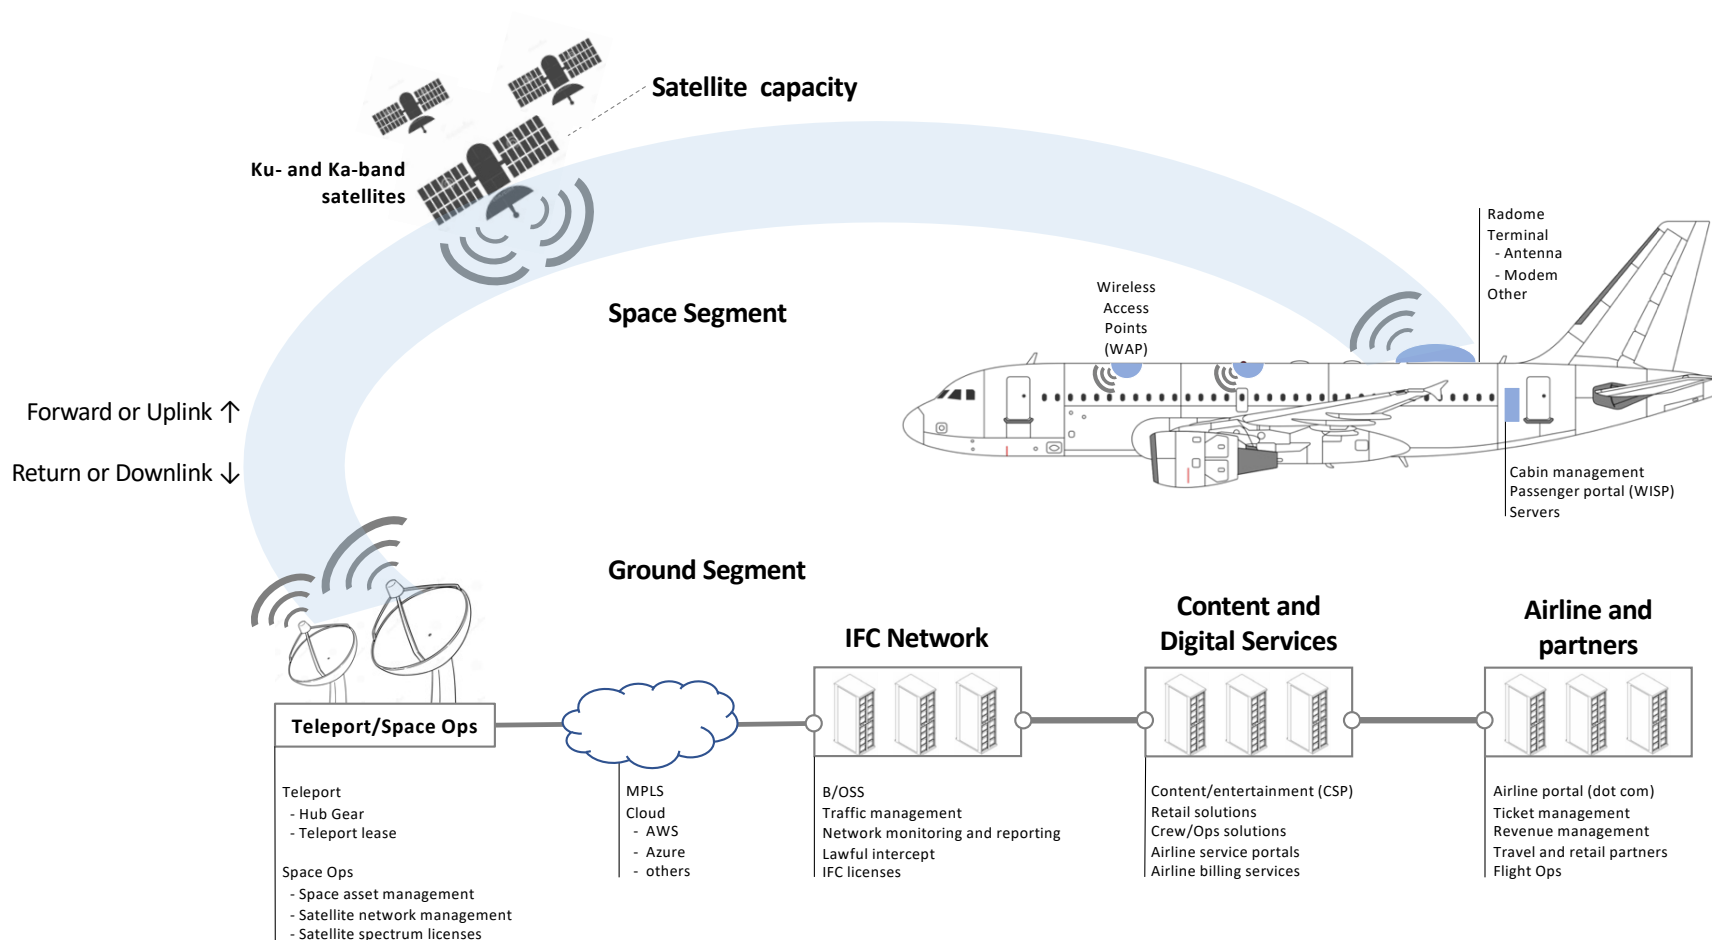 Satellite capacity
Ku- and Ka-band
satellites
Radome
Terminal
- Antenna
- Modem
Other
Wireless
Access
Points
(WAP)
Space Segment
Forward or Uplink ↑
Return or Downlink ↓
Cabin management
Passenger portal (WISP)
Servers
Ground Segment
IFC Network
Content and
Digital Services
Airline and
partners
Teleport/Space Ops
Teleport
- Hub Gear
- Teleport lease
Space Ops
- Space asset management
- Satellite network management
- Satellite spectrum licenses
MPLS
Cloud
- AWS
- Azure
- others
B/OSS
Traffic management
Network monitoring and reporting
Lawful intercept
IFC licenses
Content/entertainment (CSP)
Retail solutions
Crew/Ops solutions
Airline service portals
Airline billing services
Airline portal (dot com)
Ticket management
Revenue management
Travel and retail partners
Flight Ops